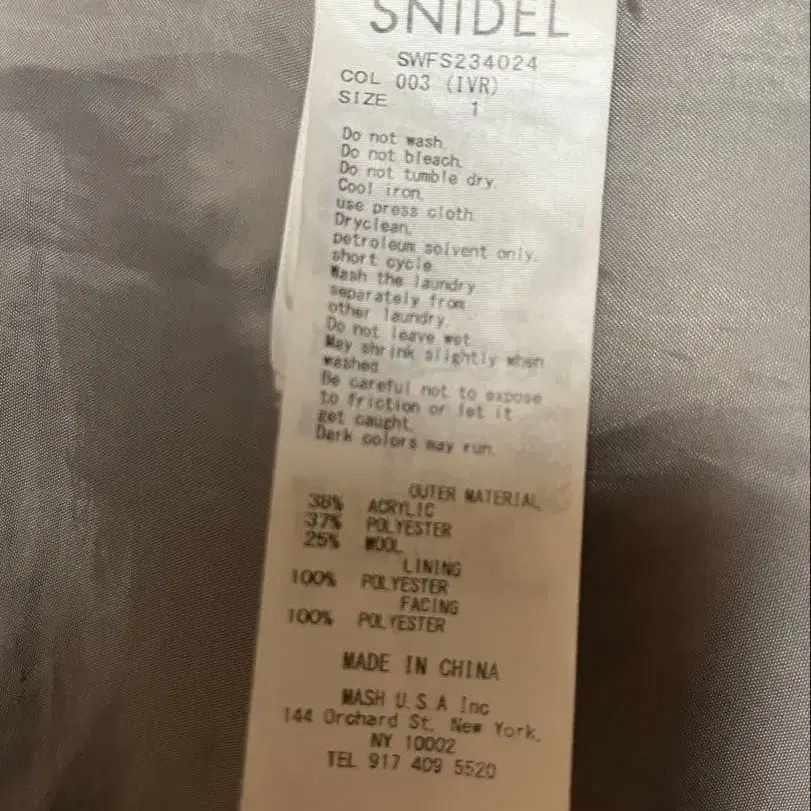 SNIDEL
SWFS234024
COL 003 (IVR)
SIZE 1
Do not wash.
Do not bleach.
Do not tumble dry.
Cool iron,
use press cloth.
Dryclean,
petroleum solvent only.
short cycle
Wash the laundry
separately from
other laundry.
Do not leave wet
May shrink slightly when
washed
Be careful not to expose
to friction or let it
get caught.
Dark colors may run.
OUTER MATERIAL
38% ACRYLIC
37% POLYESTER
25% WOOL
LINING
100% POLYESTER
FACING
100% POLYESTER
MADE IN CHINA
MASH U.S.A Inc
144 Orchard St. New York.
NY 10002
TEL 917 409 5520